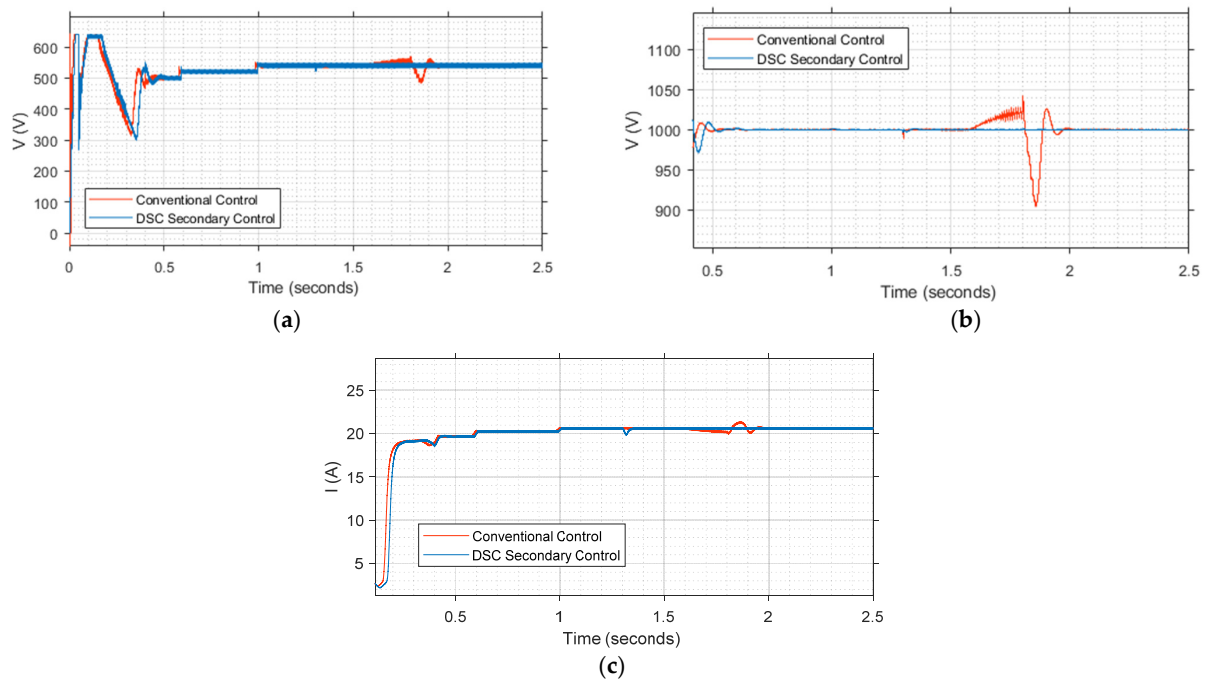 600
500
400
300
200
100
0
V (V)
Conventional Control
DSC Secondary Control
0 0.5 1 1.5 2 2.5
Time (seconds)
(a)
1100
1050
1000
950
900
V (V)
Conventional Control
DSC Secondary Control
0.5 1 1.5 2 2.5
Time (seconds)
(b)
25
20
15
10
5
I (A)
Conventional Control
DSC Secondary Control
0.5 1 1.5 2 2.5
Time (seconds)
(c)